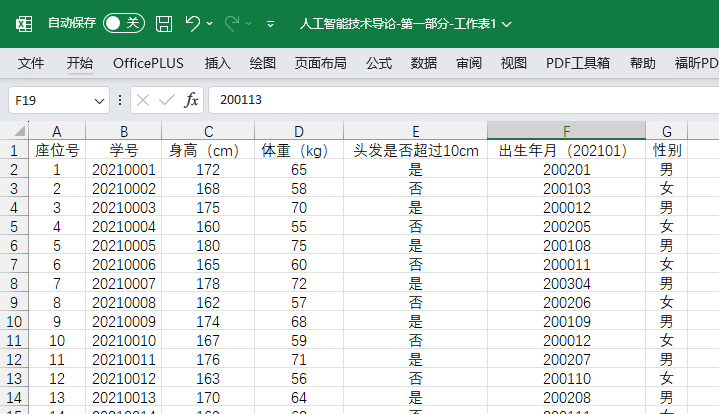 自动保存 关 人工智能技术导论-第一部分-工作表1
文件 开始 OfficePLUS 插入 绘图 页面布局 公式 数据 审阅 视图 PDF工具箱 帮助 福昕PD
F19 fx 200113
A B C D E F G
1 座位号 学号 身高（cm） 体重（kg） 头发是否超过10cm 出生年月（202101） 性别
2 1 20210001 172 65 是 200201 男
3 2 20210002 168 58 否 200103 女
4 3 20210003 175 70 是 200012 男
5 4 20210004 160 55 否 200205 女
6 5 20210005 180 75 是 200108 男
7 6 20210006 165 60 否 200011 女
8 7 20210007 178 72 是 200304 男
9 8 20210008 162 57 否 200206 女
10 9 20210009 174 68 是 200109 男
11 10 20210010 167 59 否 200012 女
12 11 20210011 176 71 是 200207 男
13 12 20210012 163 56 否 200110 女
14 13 20210013 170 64 是 200208 男